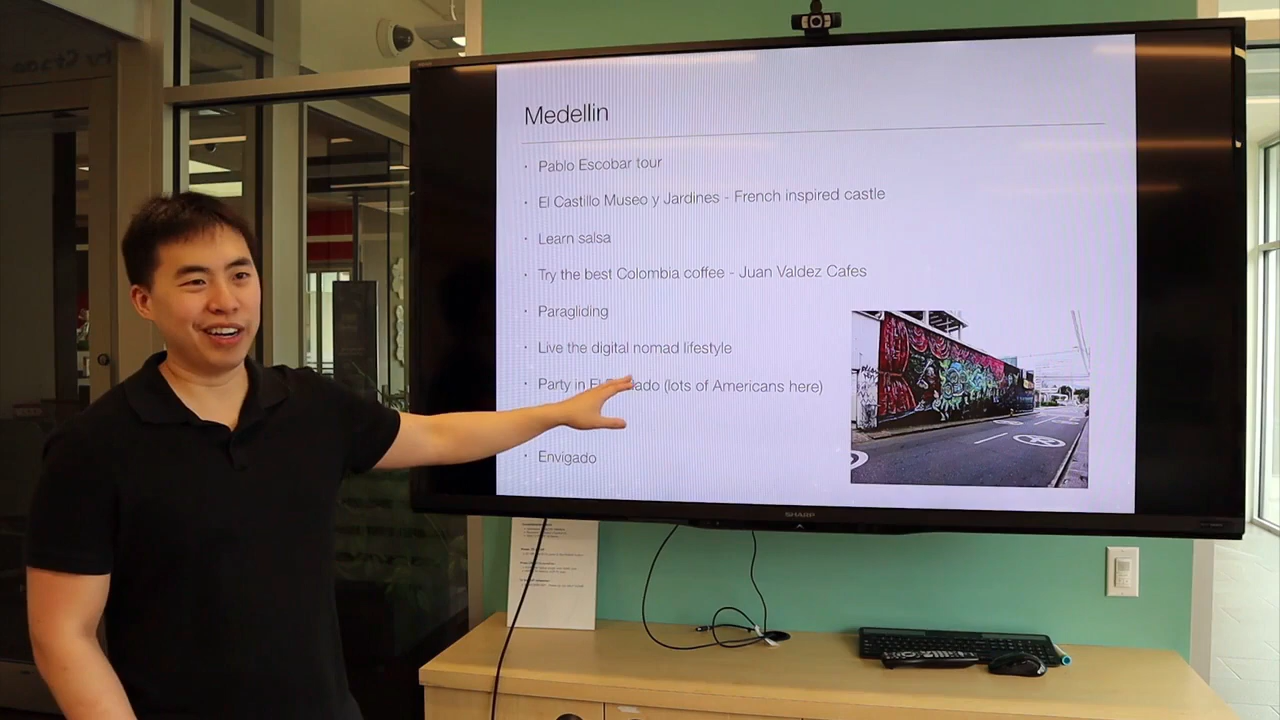 Medellin
• Pablo Escobar tour
• El Castillo Museo y Jardines - French inspired castle
• Learn salsa
• Try the best Colombia coffee - Juan Valdez Cafes
• Paragliding
• Live the digital nomad lifestyle
• Party in El ado (lots of Americans here)
• Envigado
SHARP